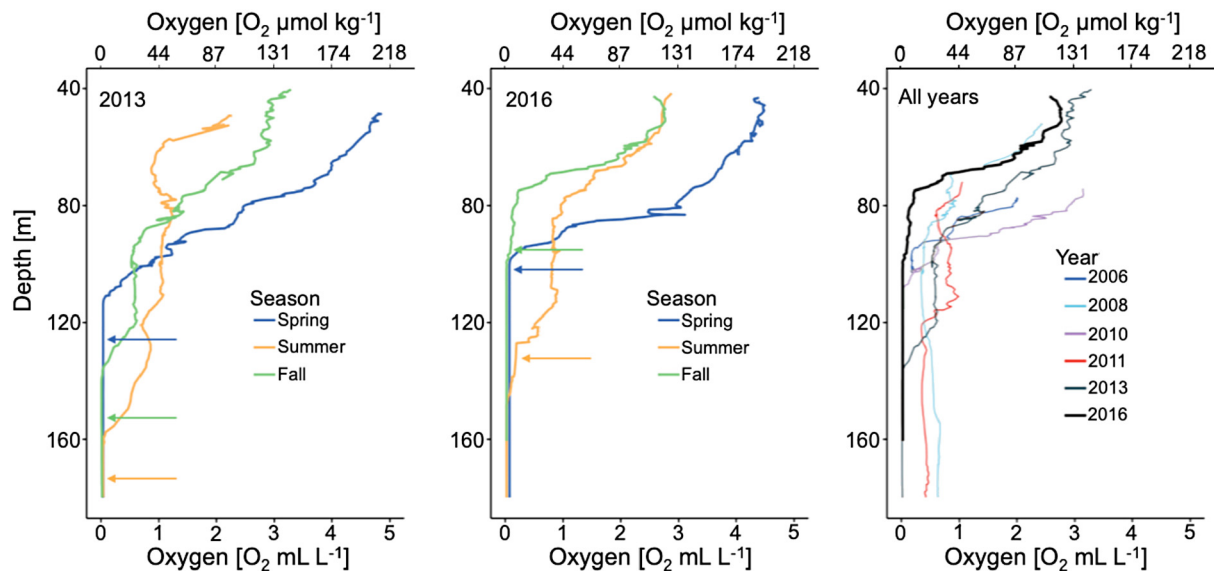 Oxygen [O₂ µmol kg⁻¹]
0 44 87 131 174 218
2013
40
80
120
160
Depth [m]
Season
Spring
Summer
Fall
0 1 2 3 4 5
Oxygen [O₂ mL L⁻¹]
Oxygen [O₂ µmol kg⁻¹]
0 44 87 131 174 218
2016
40
80
120
160
Season
Spring
Summer
Fall
0 1 2 3 4 5
Oxygen [O₂ mL L⁻¹]
Oxygen [O₂ µmol kg⁻¹]
0 44 87 131 174 218
All years
40
80
120
160
Year
2006
2008
2010
2011
2013
2016
0 1 2 3 4 5
Oxygen [O₂ mL L⁻¹]